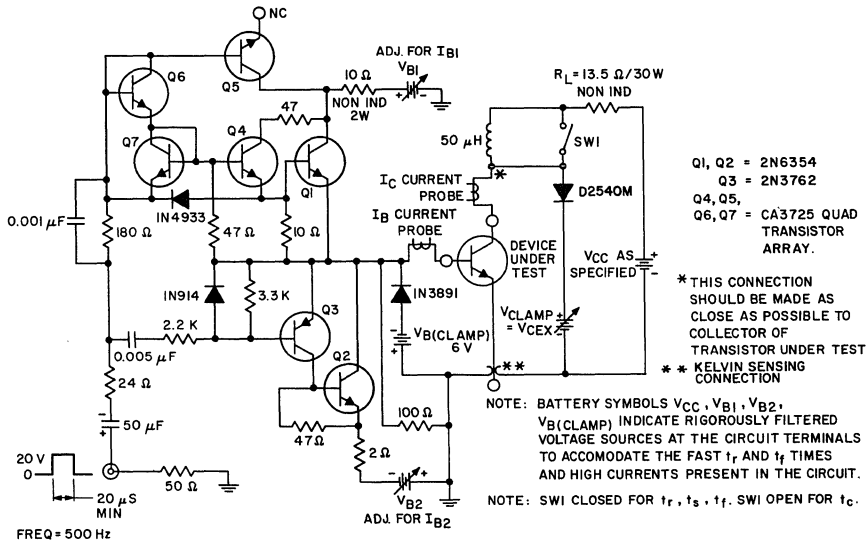 NC
Q6
Q5
ADJ. FOR IB1
VB1
+ -
10 Ω
NON IND
2W
RL = 13.5 Ω/30W
NON IND
47
Q7
Q4
Q1
50 μH
SW1
IC CURRENT
PROBE
*
D2540M
Q1, Q2 = 2N6354
Q3 = 2N3762
Q4, Q5,
Q6, Q7 = CA3725 QUAD
TRANSISTOR
ARRAY.
0.001 μF
180 Ω
1N4933
47 Ω
10 Ω
IB CURRENT
PROBE
DEVICE
UNDER
TEST
VCC AS
SPECIFIED
+
-
1N914
3.3 K
Q3
1N3891
VCLAMP
= VCEX
+
-
* THIS CONNECTION
SHOULD BE MADE AS
CLOSE AS POSSIBLE TO
COLLECTOR OF
TRANSISTOR UNDER TEST
* * KELVIN SENSING
CONNECTION
2.2 K
0.005 μF
Q2
-
+
VB(CLAMP)
6 V
* *
24 Ω
-
+
50 μF
47Ω
100 Ω
2Ω
NOTE: BATTERY SYMBOLS VCC, VB1, VB2,
VB(CLAMP) INDICATE RIGOROUSLY FILTERED
VOLTAGE SOURCES AT THE CIRCUIT TERMINALS
TO ACCOMODATE THE FAST tr AND tf TIMES
AND HIGH CURRENTS PRESENT IN THE CIRCUIT.
20 V
0
20 μS
MIN
50 Ω
- +
VB2
ADJ. FOR IB2
NOTE: SW1 CLOSED FOR tr, ts, tf. SW1 OPEN FOR tc.
FREQ = 500 Hz